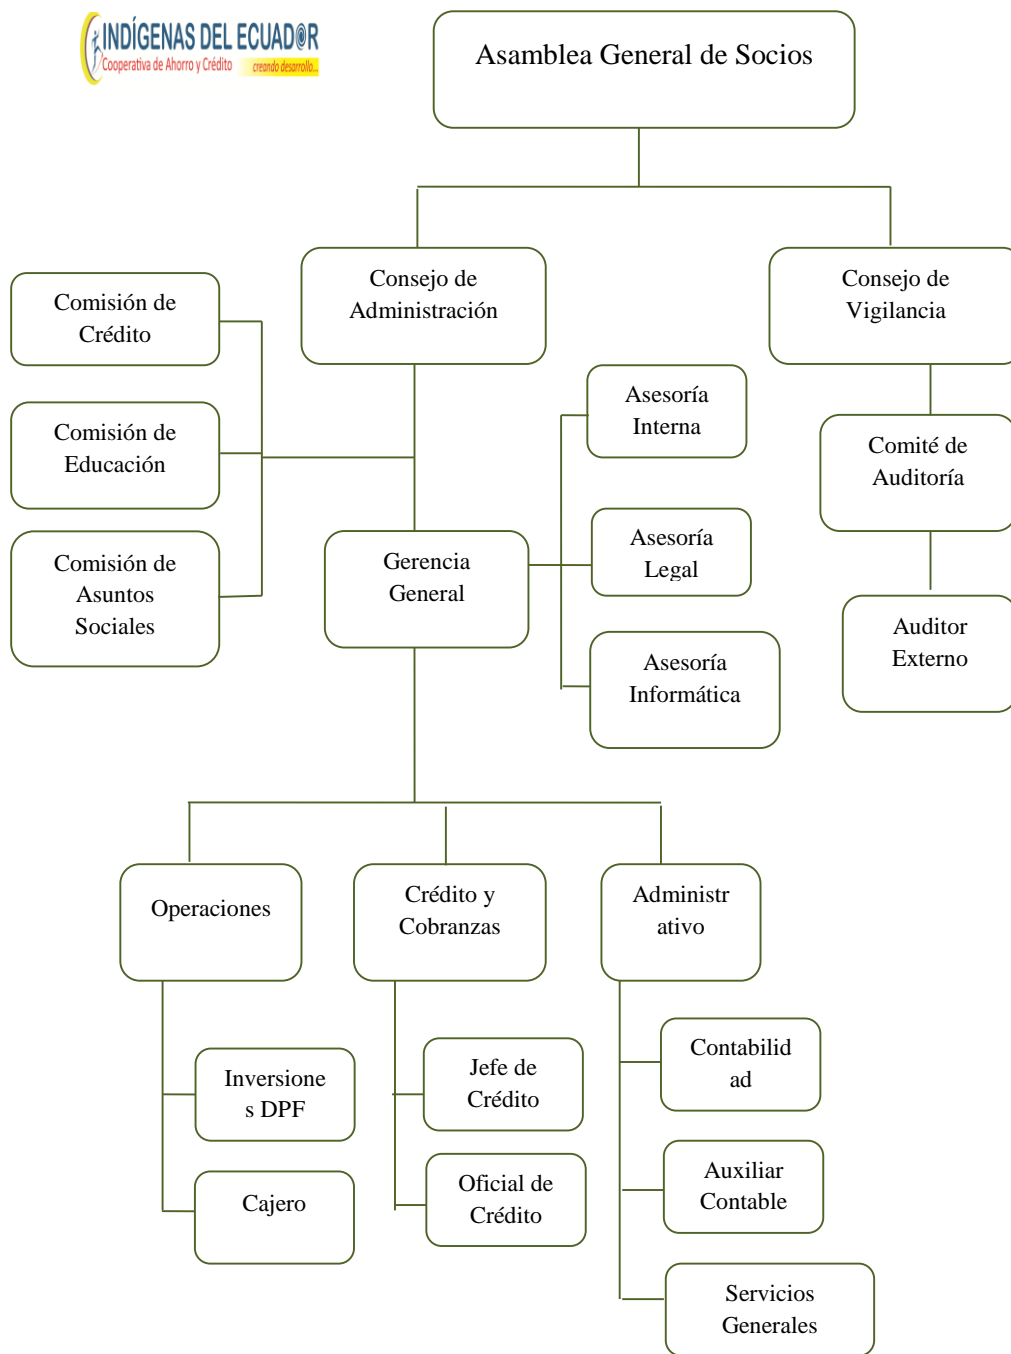 INDÍGENAS DEL ECUAD@R
Cooperativa de Ahorro y Crédito
creando desarrollo...
Asamblea General de Socios
Consejo de
Administración
Consejo de
Vigilancia
Comisión de
Crédito
Comisión de
Educación
Comisión de
Asuntos
Sociales
Asesoría
Interna
Asesoría
Legal
Asesoría
Informática
Comité de
Auditoría
Auditor
Externo
Gerencia
General
Operaciones
Crédito y
Cobranzas
Administr
ativo
Inversione
s DPF
Cajero
Jefe de
Crédito
Oficial de
Crédito
Contabilid
ad
Auxiliar
Contable
Servicios
Generales